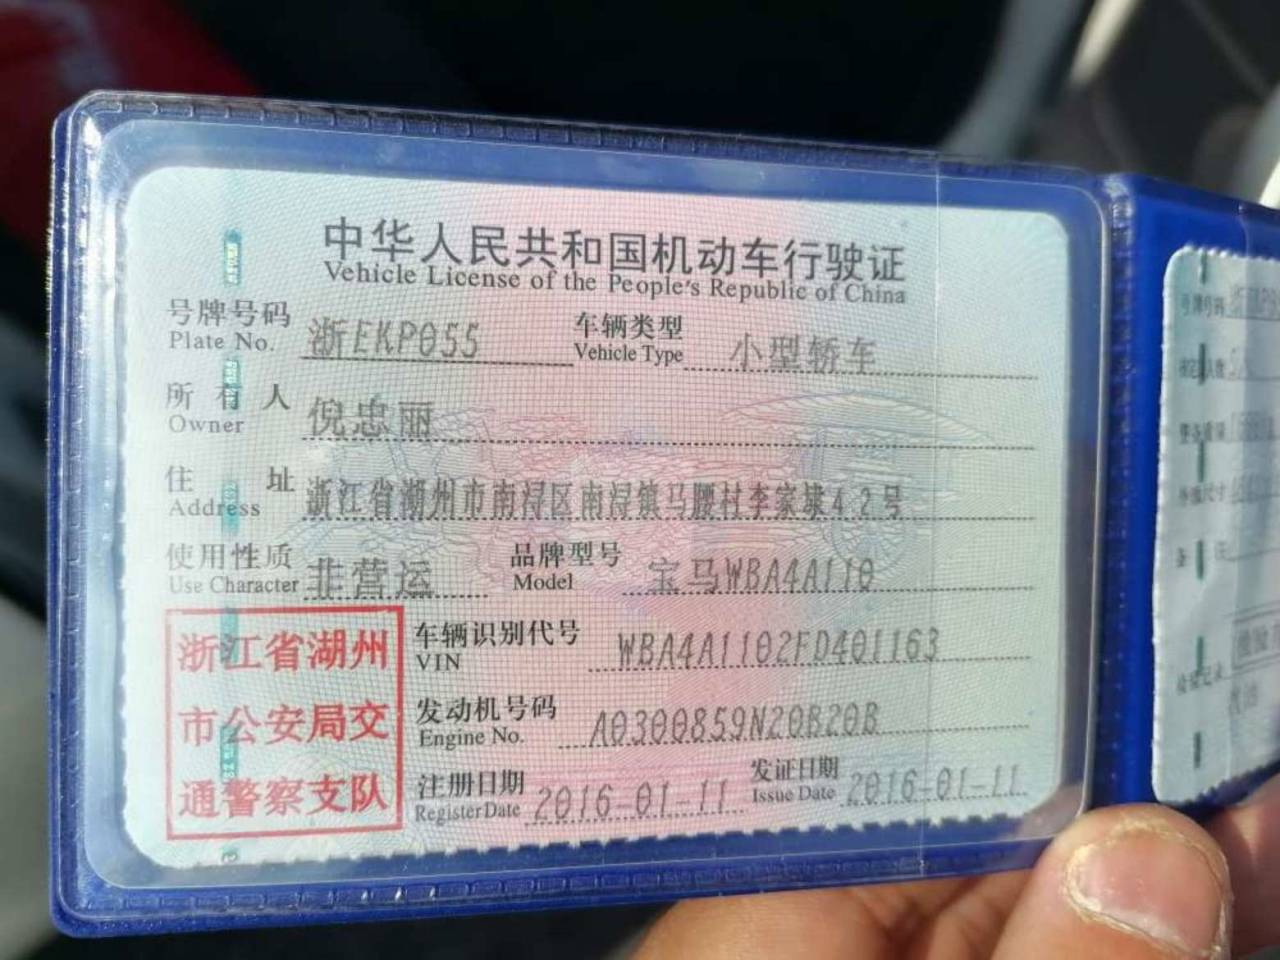 中华人民共和国机动车行驶证
Vehicle License of the People's Republic of China
号牌号码 浙EKP055 车辆类型 小型轿车
Plate No. Vehicle Type
所有人 倪忠丽
Owner
住址 浙江省湖州市南浔区南浔镇马腰村李家埭42号
Address
使用性质 非营运 品牌型号 宝马WBA4A110
Use Character Model
浙江省湖州
市公安局交
通警察支队
车辆识别代号 WBA4A1102FD401163
VIN
发动机号码 A0300859N20B20B
Engine No.
注册日期 2016-01-11 发证日期 2016-01-11
Register Date Issue Date
号牌号码